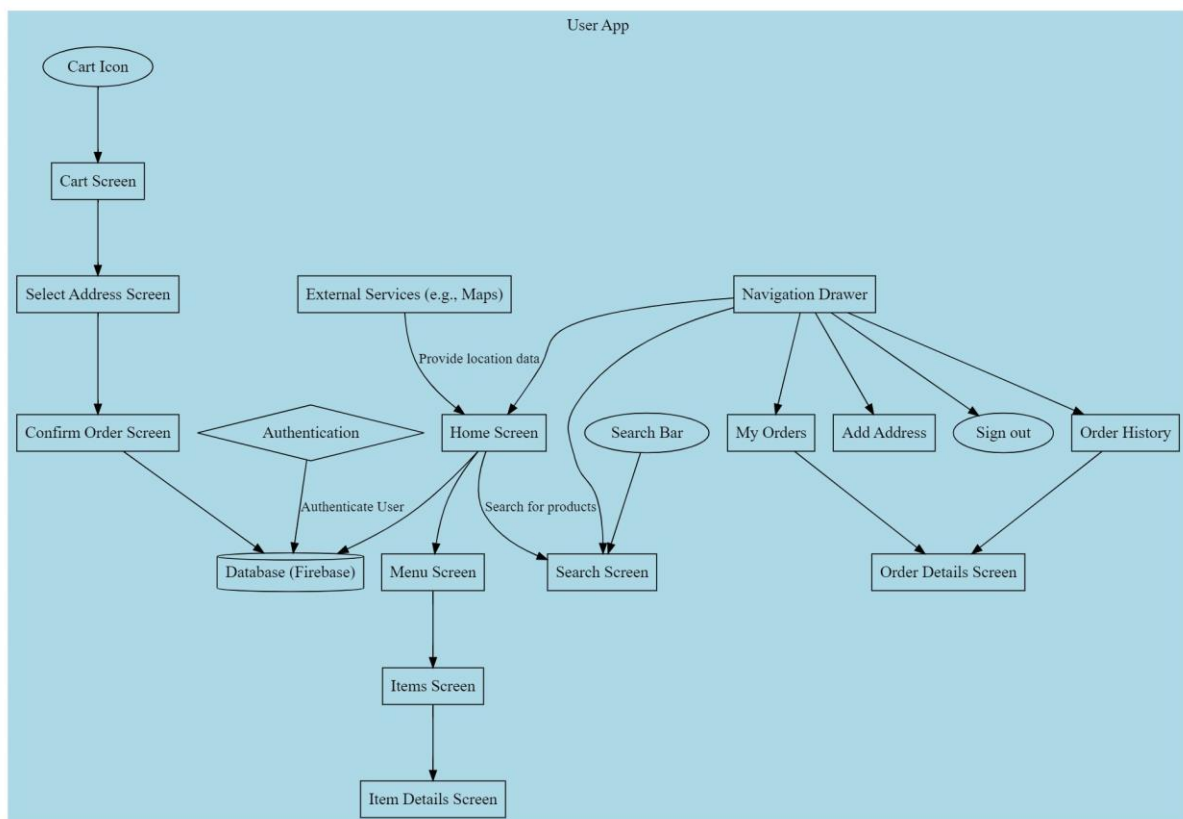 User App
Cart Icon
Cart Screen
Select Address Screen
External Services (e.g., Maps)
Navigation Drawer
Provide location data
Confirm Order Screen
Authentication
Home Screen
Search Bar
My Orders
Add Address
Sign out
Order History
Authenticate User
Search for products
Database (Firebase)
Menu Screen
Search Screen
Order Details Screen
Items Screen
Item Details Screen